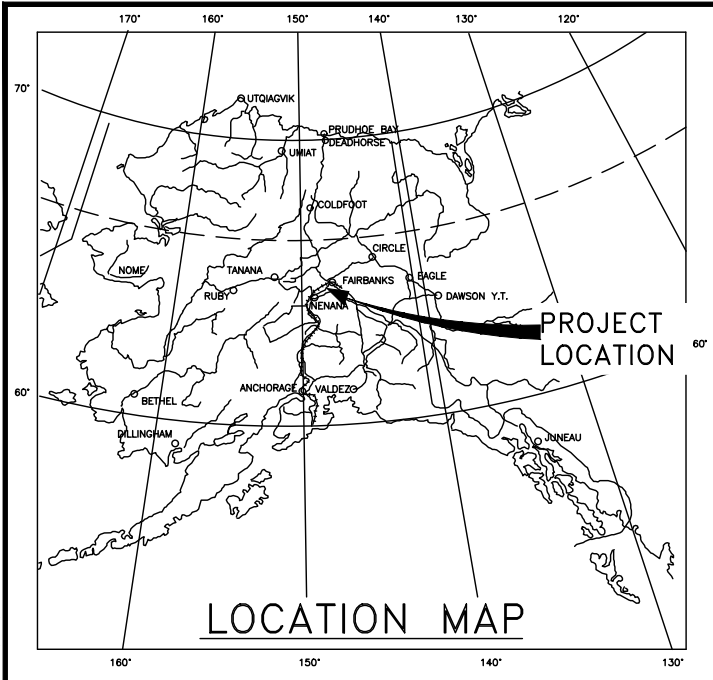 170°
160°
150°
140°
130°
120°
70°
UTQIAGVIK
PRUDHOE BAY
DEADHORSE
UMIAT
COLDFOOT
CIRCLE
NOME
TANANA
FAIRBANKS
EAGLE
RUBY
NENANA
DAWSON Y.T.
PROJECT
LOCATION
60°
60°
ANCHORAGE
VALDEZ
BETHEL
DILLINGHAM
JUNEAU
LOCATION MAP
160°
150°
140°
130°